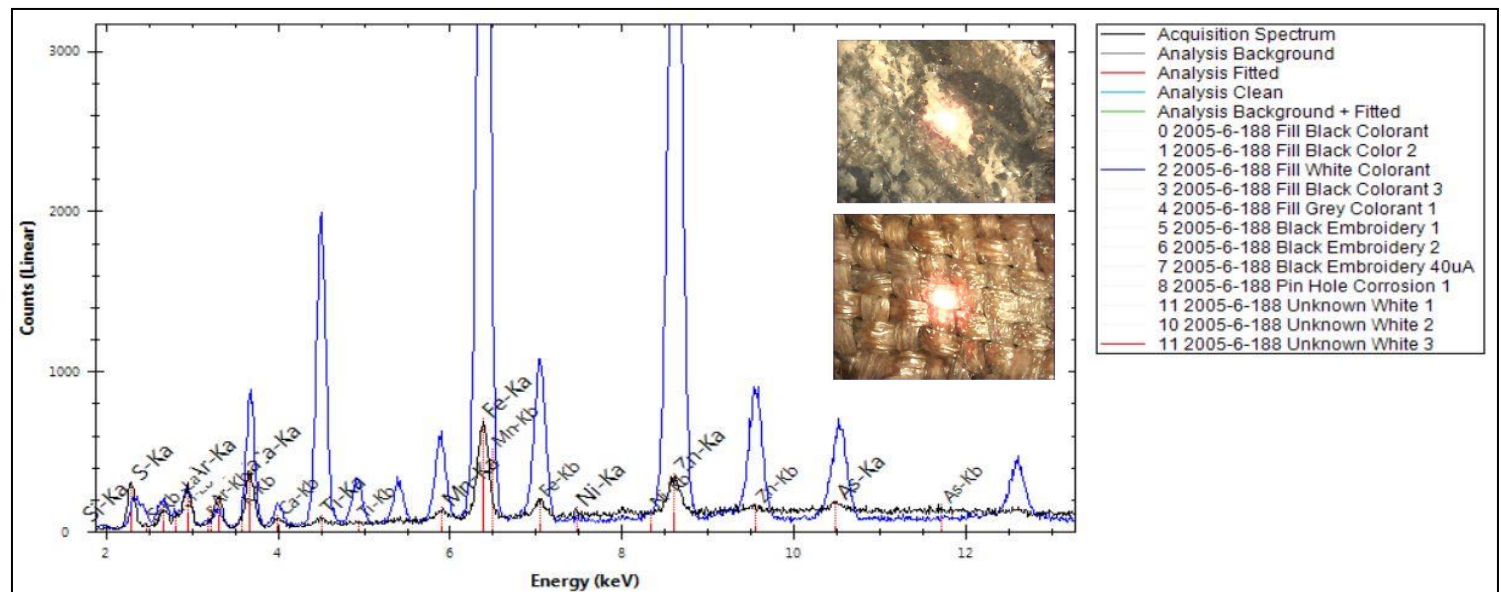 3000
2000
1000
0
Counts (Linear)
Si-Ka
S-Ka
Ar-Ka
Ca-Ka
Ca-Kb
Ti-Ka
Ti-Kb
Mn-Ka
Fe-Ka
Mn-Kb
Fe-Kb
Ni-Ka
Ni-Kb
Zn-Ka
Zn-Kb
As-Ka
As-Kb
2 4 6 8 10 12
Energy (keV)
Acquisition Spectrum
Analysis Background
Analysis Fitted
Analysis Clean
Analysis Background + Fitted
0 2005-6-188 Fill Black Colorant
1 2005-6-188 Fill Black Color 2
2 2005-6-188 Fill White Colorant
3 2005-6-188 Fill Black Colorant 3
4 2005-6-188 Fill Grey Colorant 1
5 2005-6-188 Black Embroidery 1
6 2005-6-188 Black Embroidery 2
7 2005-6-188 Black Embroidery 40uA
8 2005-6-188 Pin Hole Corrosion 1
11 2005-6-188 Unknown White 1
10 2005-6-188 Unknown White 2
11 2005-6-188 Unknown White 3